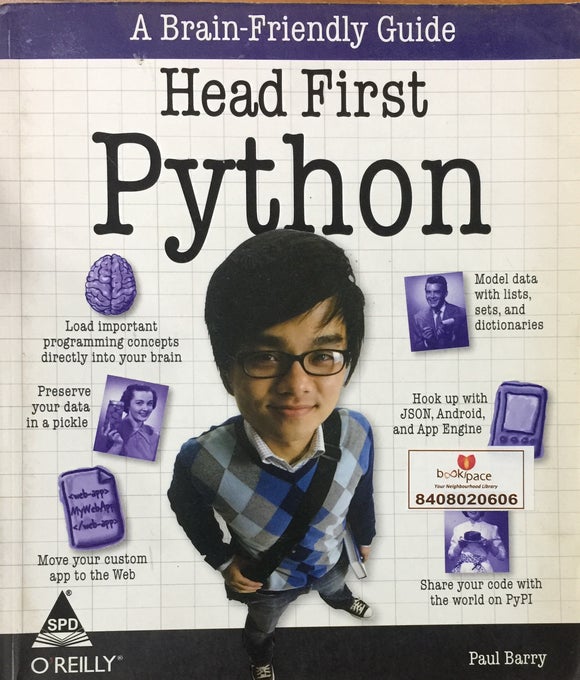 A Brain-Friendly Guide
Head First
Python
Load important
programming concepts
directly into your brain
Model data
with lists,
sets, and
dictionaries
Preserve
your data
in a pickle
Hook up with
JSON, Android,
and App Engine
bookspace
Your Neighbourhood Library
8408020606
<web-app>
MyWebApp
</web-app>
Move your custom
app to the Web
Share your code with
the world on PyPI
SPD
®
O'REILLY®
Paul Barry